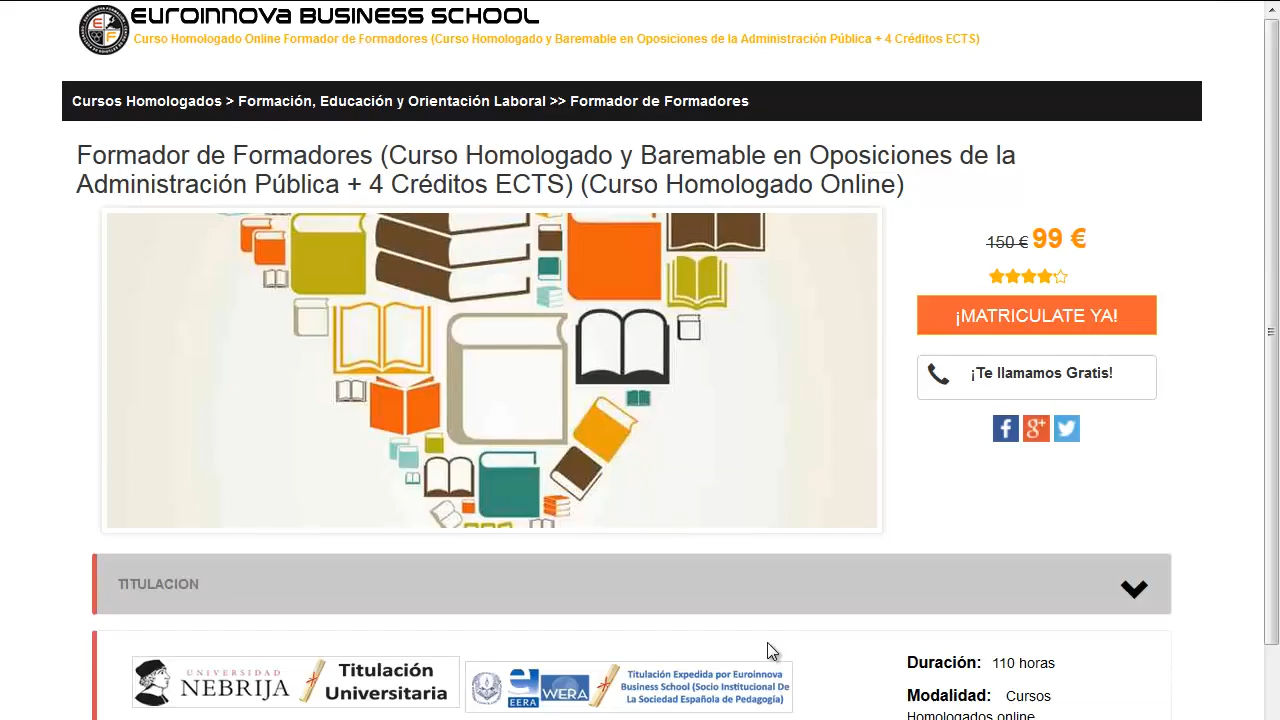 EUROINNOVA BUSINESS SCHOOL
Curso Homologado Online Formador de Formadores (Curso Homologado y Baremable en Oposiciones de la Administración Pública + 4 Créditos ECTS)
Cursos Homologados > Formación, Educación y Orientación Laboral >> Formador de Formadores
Formador de Formadores (Curso Homologado y Baremable en Oposiciones de la
Administración Pública + 4 Créditos ECTS) (Curso Homologado Online)
150 € 99 €
¡MATRICULATE YA!
¡Te llamamos Gratis!
TITULACION
UNIVERSIDAD
NEBRIJA
Titulación
Universitaria
EERA
WERA
Titulación Expedida por Euroinnova
Business School (Socio Institucional De
La Sociedad Española de Pedagogía)
Duración: 110 horas
Modalidad: Cursos
Homologados online